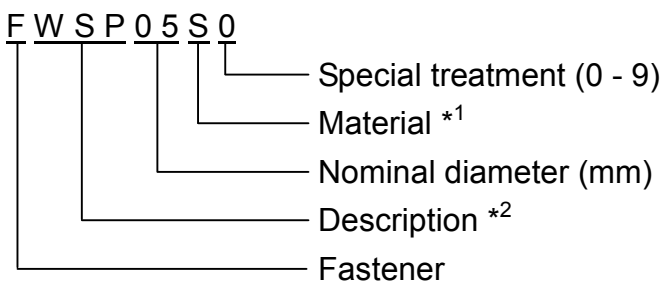 F W S P 0 5 S 0
Special treatment (0 - 9)
Material *1
Nominal diameter (mm)
Description *2
Fastener